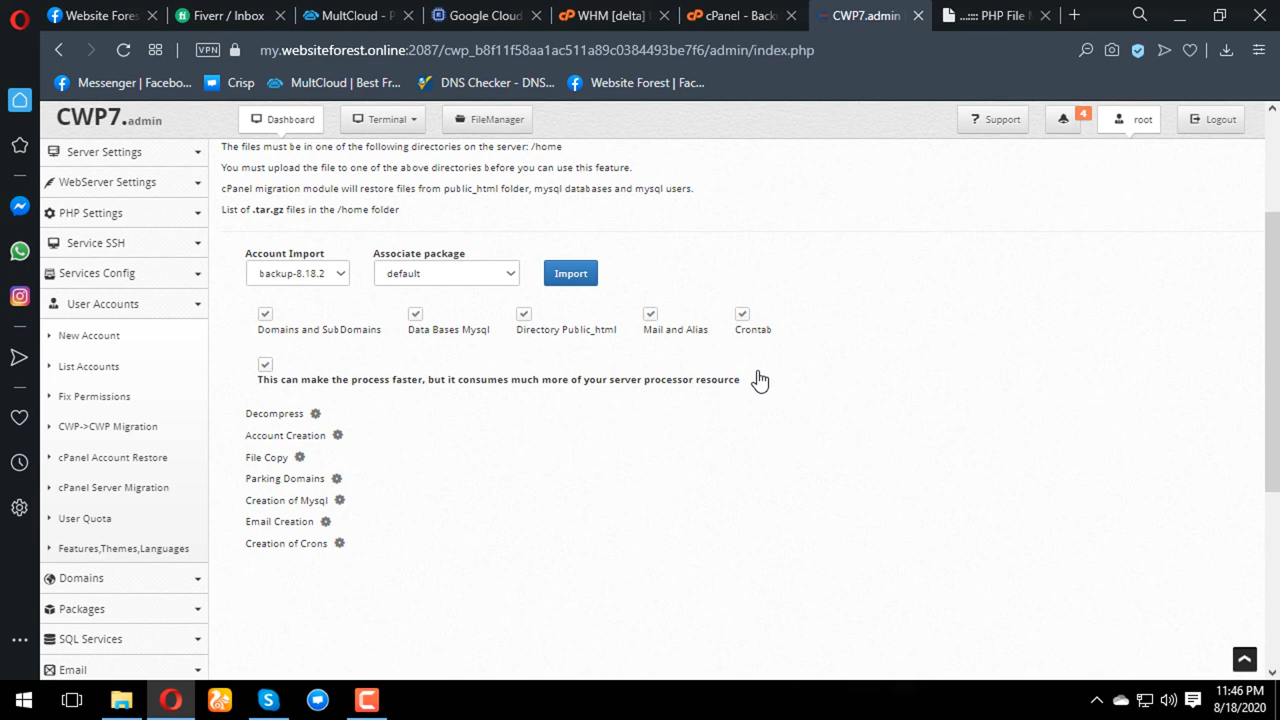 Website Fores
Fiverr / Inbox
MultCloud - P
Google Cloud
WHM [delta]
cPanel - Back
CWP7.admin
.:::: PHP File M
VPN
my.websiteforest.online:2087/cwp_b8f11f58aa1ac511a89c0384493be7f6/admin/index.php
Messenger | Facebo...
Crisp
MultCloud | Best Fr...
DNS Checker - DNS...
Website Forest | Fac...
CWP7.admin
Dashboard
Terminal
FileManager
? Support
4
root
Logout
Server Settings
WebServer Settings
PHP Settings
Service SSH
Services Config
User Accounts
New Account
List Accounts
Fix Permissions
CWP->CWP Migration
cPanel Account Restore
cPanel Server Migration
User Quota
Features,Themes,Languages
Domains
Packages
SQL Services
Email
The files must be in one of the following directories on the server: /home
You must upload the file to one of the above directories before you can use this feature.
cPanel migration module will restore files from public_html folder, mysql databases and mysql users.
List of .tar.gz files in the /home folder
Account Import
Associate package
backup-8.18.2
default
Import
Domains and SubDomains
Data Bases Mysql
Directory Public_html
Mail and Alias
Crontab
This can make the process faster, but it consumes much more of your server processor resource
Decompress
Account Creation
File Copy
Parking Domains
Creation of Mysql
Email Creation
Creation of Crons
11:46 PM
8/18/2020